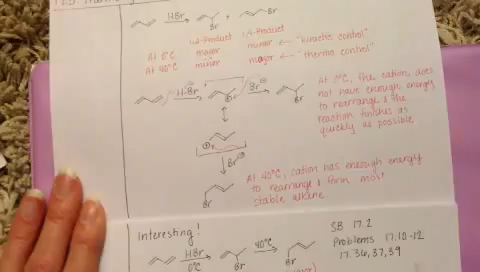 HBr
Br
+
Br
1,2-Product 1,4-Product
At 0°C major minor ← "kinetic control"
At 40°C minor major ← "thermo control"
H-Br
Br⊖
Br
At 0°C, the cation does
not have enough energy
to rearrange & the
reaction finishes as
quickly as possible
Br⊖
Br
At 40°C, cation has enough energy
to rearrange & form most
stable alkene
Interesting!
HBr
0°C
Br
40°C
Br
SB 17.2
Problems 17.10-12
17.36,37,39